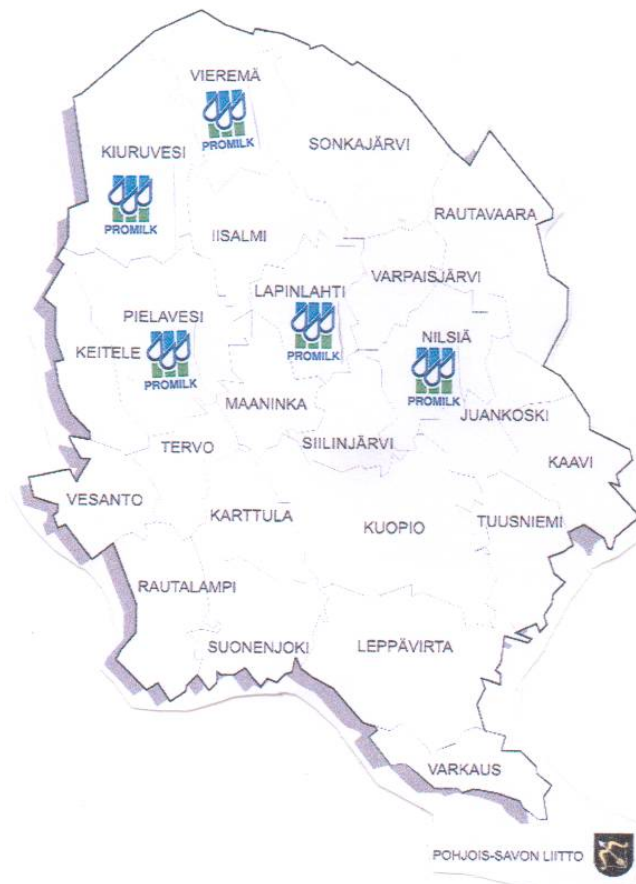 VIEREMÄ
PROMILK
SONKAJÄRVI
KIURUVESI
PROMILK
RAUTAVAARA
IISALMI
VARPAISJÄRVI
LAPINLAHTI
PROMILK
PIELAVESI
NILSIÄ
KEITELE
PROMILK
PROMILK
MAANINKA
JUANKOSKI
TERVO
SIILINJÄRVI
KAAVI
VESANTO
KARTTULA
KUOPIO
TUUSNIEMI
RAUTALAMPI
SUONENJOKI
LEPPÄVIRTA
VARKAUS
POHJOIS-SAVON LIITTO